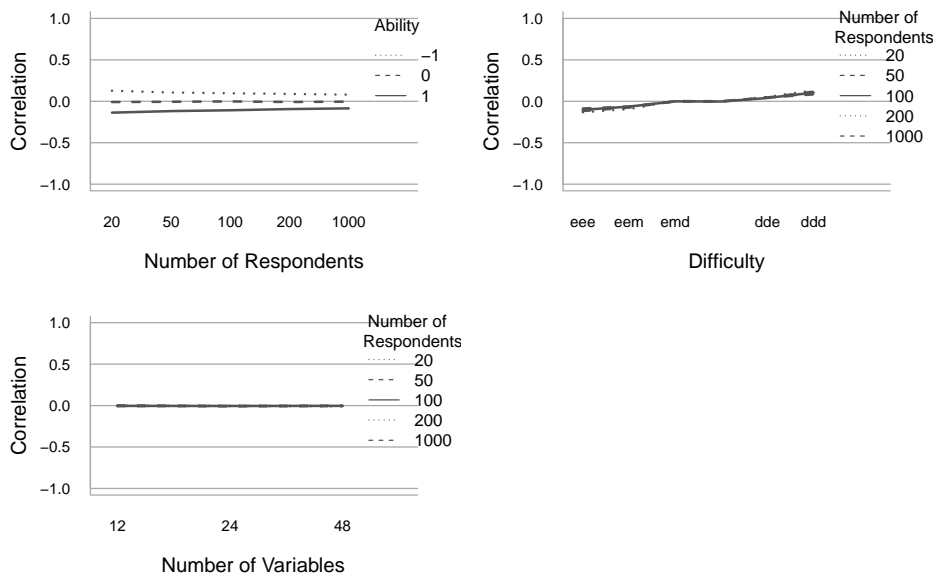 Ability
−1
0
1
Correlation
1.0
0.5
0.0
−0.5
−1.0
20 50 100 200 1000
Number of Respondents
Number of
Respondents
20
50
100
200
1000
Correlation
1.0
0.5
0.0
−0.5
−1.0
eee eem emd dde ddd
Difficulty
Number of
Respondents
20
50
100
200
1000
Correlation
1.0
0.5
0.0
−0.5
−1.0
12 24 48
Number of Variables